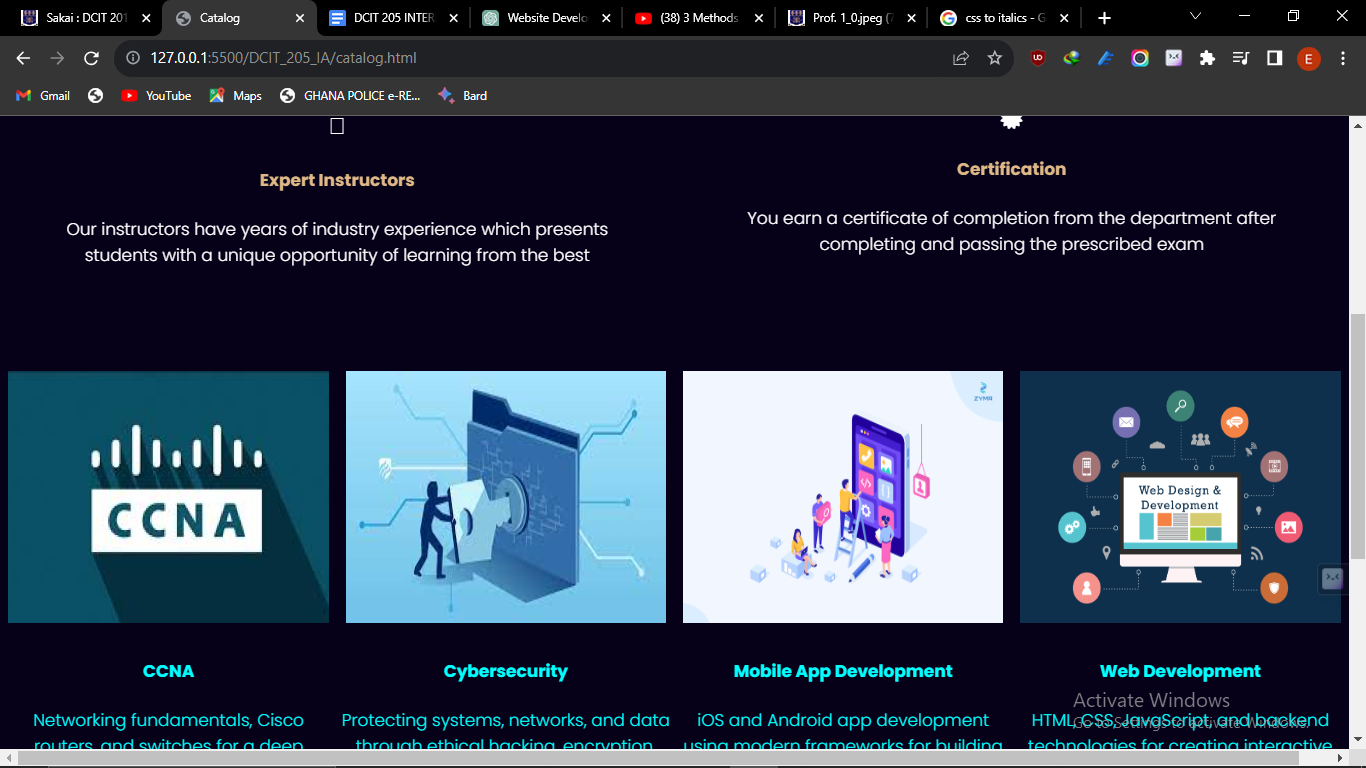 Sakai : DCIT 201
Catalog
DCIT 205 INTER
Website Develo
(38) 3 Methods
Prof. 1_0.jpeg (7
css to italics - G
127.0.0.1:5500/DCIT_205_IA/catalog.html
E
Gmail
YouTube
Maps
GHANA POLICE e-RE...
Bard
Expert Instructors
Our instructors have years of industry experience which presents
students with a unique opportunity of learning from the best
Certification
You earn a certificate of completion from the department after
completing and passing the prescribed exam
CCNA
ZYMR
Web Design &
Development
CCNA
Networking fundamentals, Cisco
routers, and switches for a deep
Cybersecurity
Protecting systems, networks, and data
through ethical hacking, encryption
Mobile App Development
iOS and Android app development
using modern frameworks for building
Web Development
HTML, CSS, JavaScript, and backend
technologies for creating interactive
Activate Windows
Go to Settings to activate Windows.